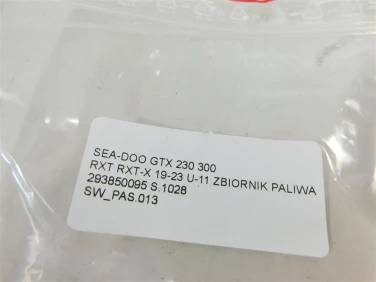 SEA-DOO GTX 230 300
RXT RXT-X 19-23 U-11 ZBIORNIK PALIWA
293850095 S.1028
SW_PAS.013